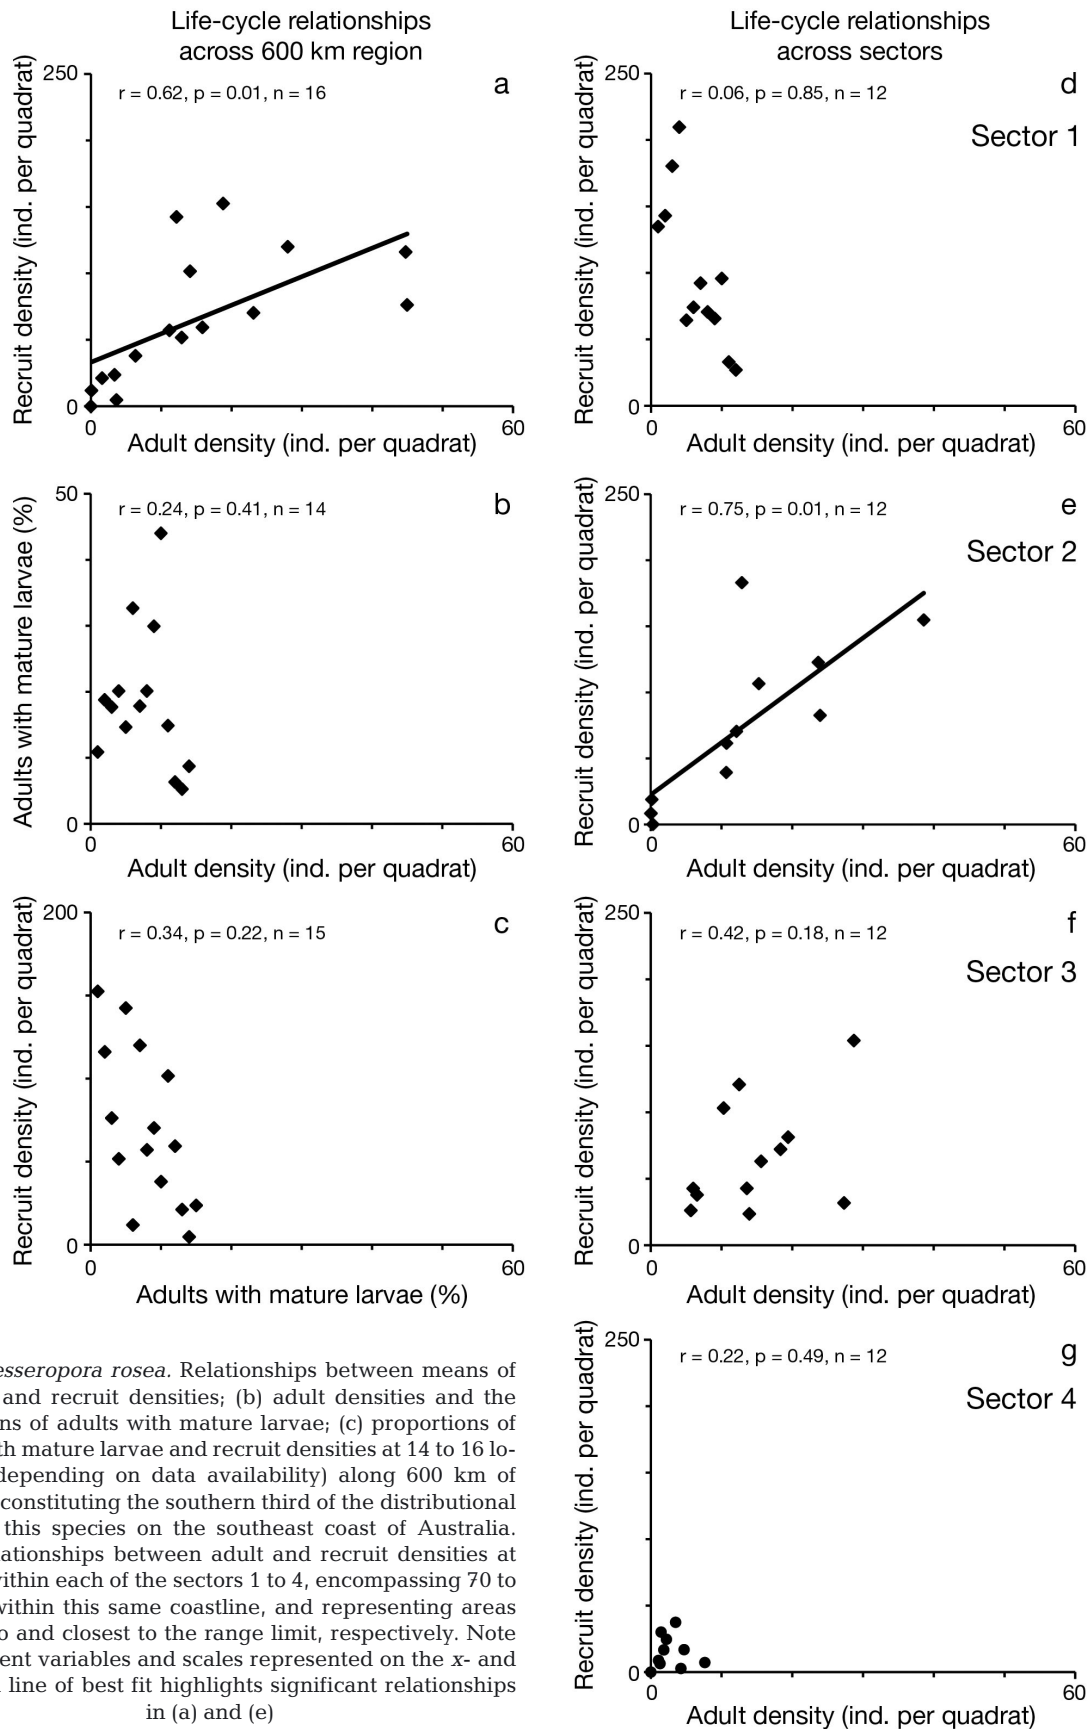 Life-cycle relationships
across 600 km region
Recruit density (ind. per quadrat)
250
r = 0.62, p = 0.01, n = 16
a
0
0
60
Adult density (ind. per quadrat)
Adults with mature larvae (%)
50
r = 0.24, p = 0.41, n = 14
b
0
0
60
Adult density (ind. per quadrat)
Recruit density (ind. per quadrat)
200
r = 0.34, p = 0.22, n = 15
c
0
0
60
Adults with mature larvae (%)
Life-cycle relationships
across sectors
Recruit density (ind. per quadrat)
250
r = 0.06, p = 0.85, n = 12
d
Sector 1
0
0
60
Adult density (ind. per quadrat)
Recruit density (ind. per quadrat)
250
r = 0.75, p = 0.01, n = 12
e
Sector 2
0
0
60
Adult density (ind. per quadrat)
Recruit density (ind. per quadrat)
250
r = 0.42, p = 0.18, n = 12
f
Sector 3
0
0
60
Adult density (ind. per quadrat)
Recruit density (ind. per quadrat)
250
r = 0.22, p = 0.49, n = 12
g
Sector 4
0
0
60
Adult density (ind. per quadrat)
esseropora rosea. Relationships between means of
and recruit densities; (b) adult densities and the
ns of adults with mature larvae; (c) proportions of
th mature larvae and recruit densities at 14 to 16 lo-
depending on data availability) along 600 km of
constituting the southern third of the distributional
this species on the southeast coast of Australia.
lationships between adult and recruit densities at
within each of the sectors 1 to 4, encompassing 70 to
within this same coastline, and representing areas
o and closest to the range limit, respectively. Note
ent variables and scales represented on the x- and
line of best fit highlights significant relationships
in (a) and (e)